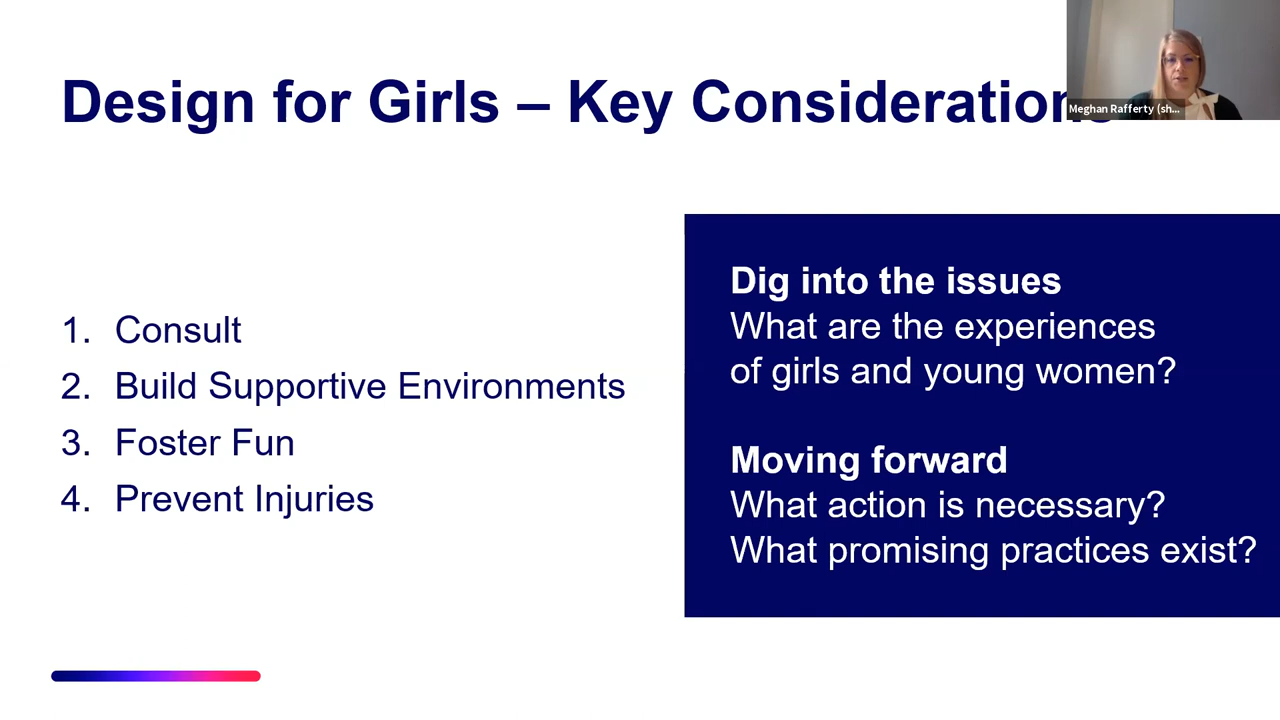 Design for Girls – Key Considerations
Meghan Rafferty (sh...
1. Consult
2. Build Supportive Environments
3. Foster Fun
4. Prevent Injuries
Dig into the issues
What are the experiences
of girls and young women?
Moving forward
What action is necessary?
What promising practices exist?